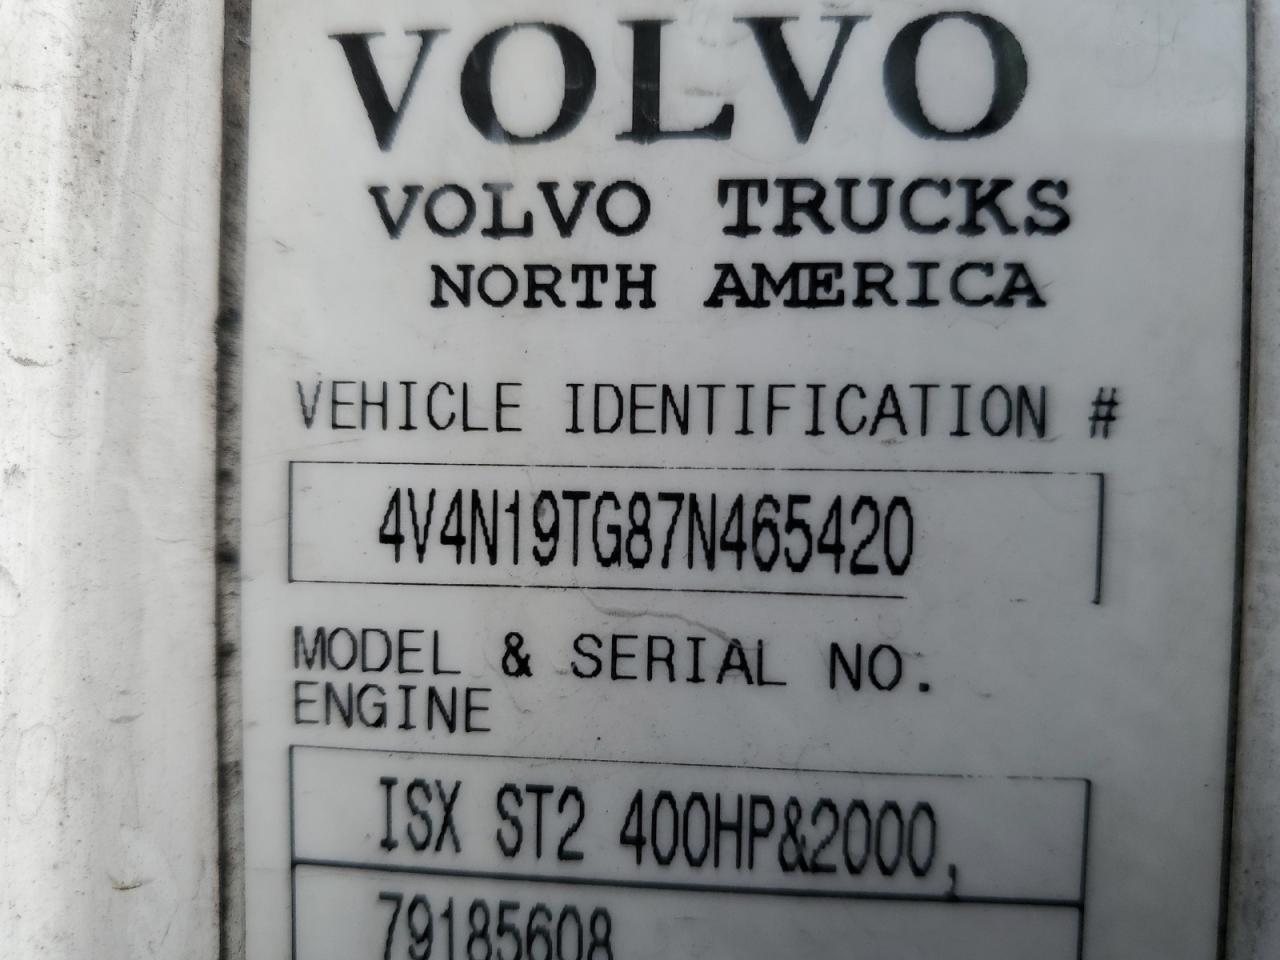 VOLVO
VOLVO TRUCKS
NORTH AMERICA
VEHICLE IDENTIFICATION #
4V4N19TG87N465420
MODEL & SERIAL NO.
ENGINE
ISX ST2 400HP&2000,
79185608